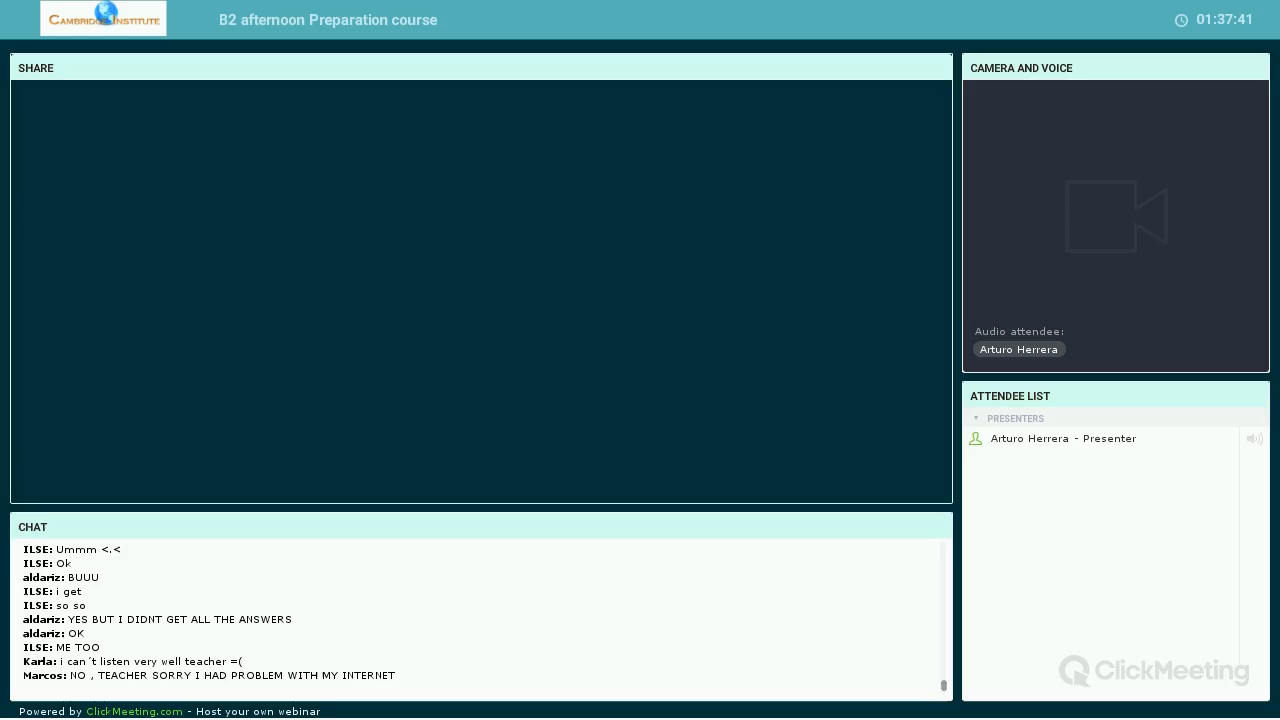 CAMBRIDGE INSTITUTE
B2 afternoon Preparation course
01:37:41
SHARE
CAMERA AND VOICE
Audio attendee:
Arturo Herrera
ATTENDEE LIST
PRESENTERS
Arturo Herrera - Presenter
CHAT
ILSE: Ummm <.<
ILSE: Ok
aldariz: BUUU
ILSE: i get
ILSE: so so
aldariz: YES BUT I DIDNT GET ALL THE ANSWERS
aldariz: OK
ILSE: ME TOO
Karla: i can´t listen very well teacher =(
Marcos: NO , TEACHER SORRY I HAD PROBLEM WITH MY INTERNET
ClickMeeting
Powered by ClickMeeting.com - Host your own webinar